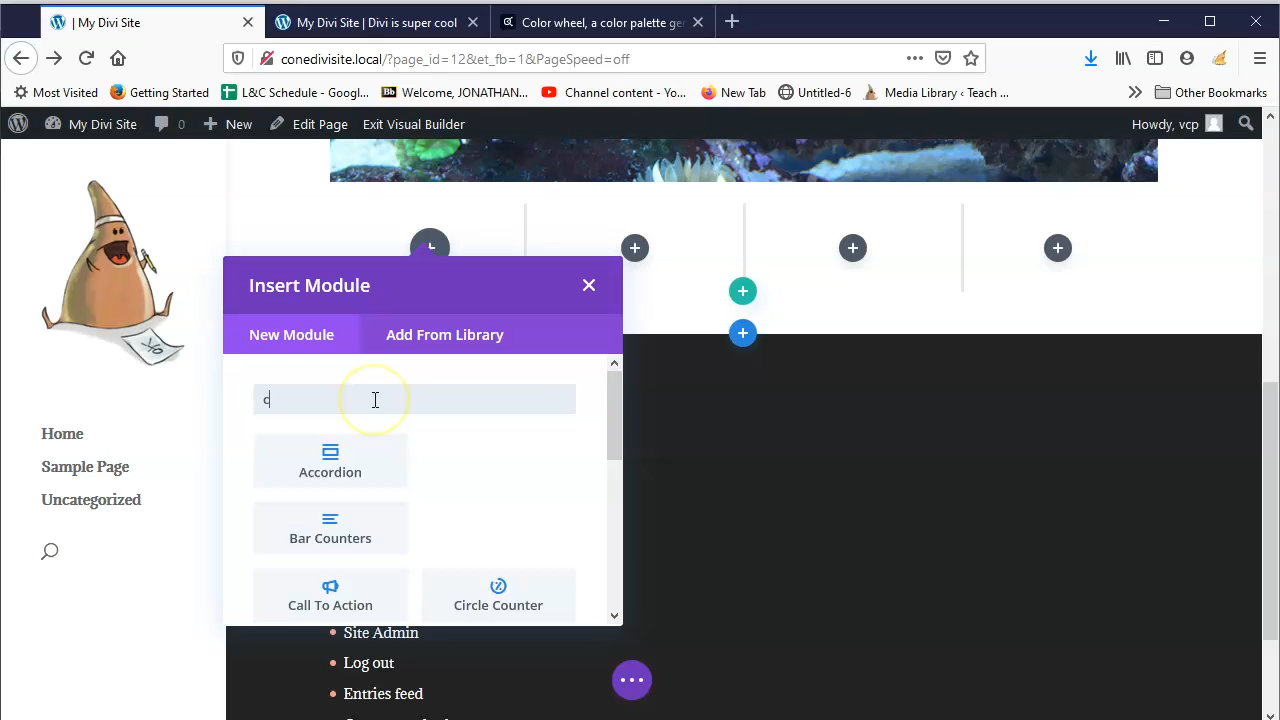 | My Divi Site
My Divi Site | Divi is super cool
Color wheel, a color palette ge
conedivisite.local/?page_id=12&et_fb=1&PageSpeed=off
Most Visited
Getting Started
L&C Schedule - Googl...
Bb Welcome, JONATHAN...
Channel content - Yo...
New Tab
Untitled-6
Media Library ‹ Teach ...
Other Bookmarks
My Divi Site
0
New
Edit Page
Exit Visual Builder
Howdy, vcp
Insert Module
New Module
Add From Library
c
Accordion
Bar Counters
Call To Action
Circle Counter
Home
Sample Page
Uncategorized
Site Admin
Log out
Entries feed